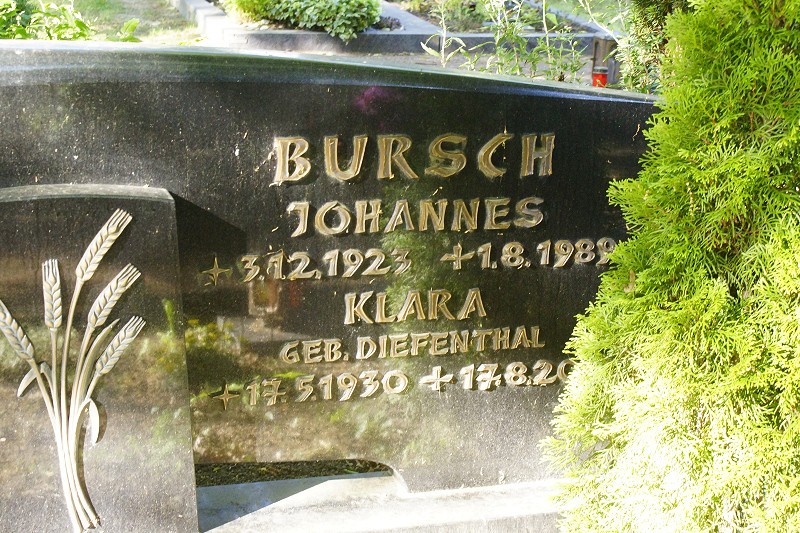 BURSCH
JOHANNES
3.12.1923 + 1.8.1989
KLARA
GEB. DIEFENTHAL
+ 17.5.1930 + 17.8.20